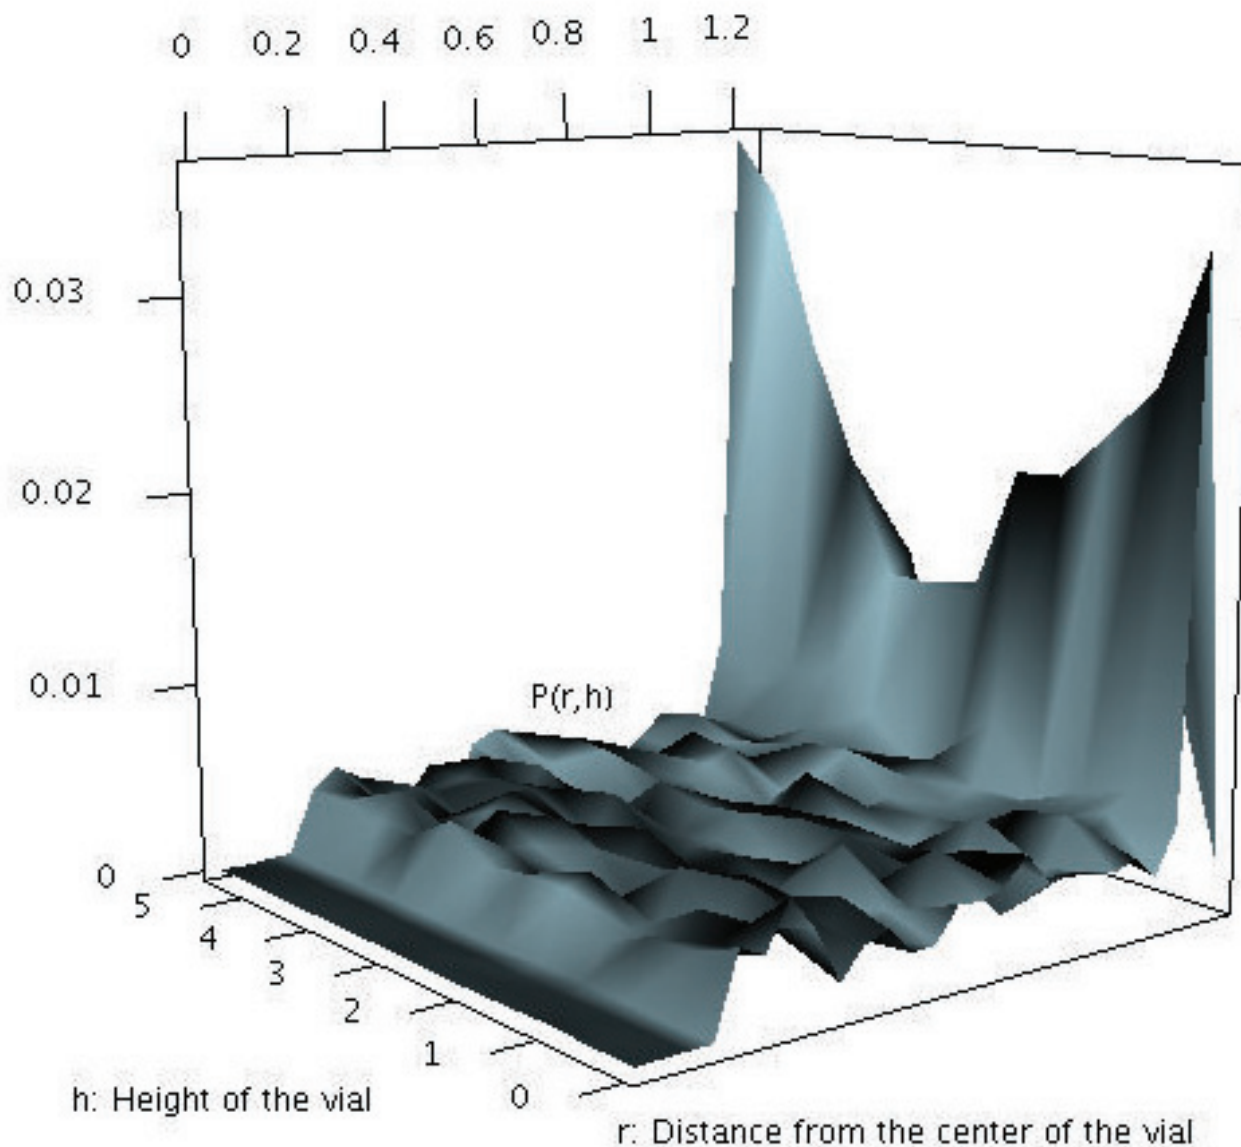 0 0.2 0.4 0.6 0.8 1 1.2
0.03
0.02
0.01
P(r,h)
0
5
4
3
2
1
0
h: Height of the vial
r: Distance from the center of the vial